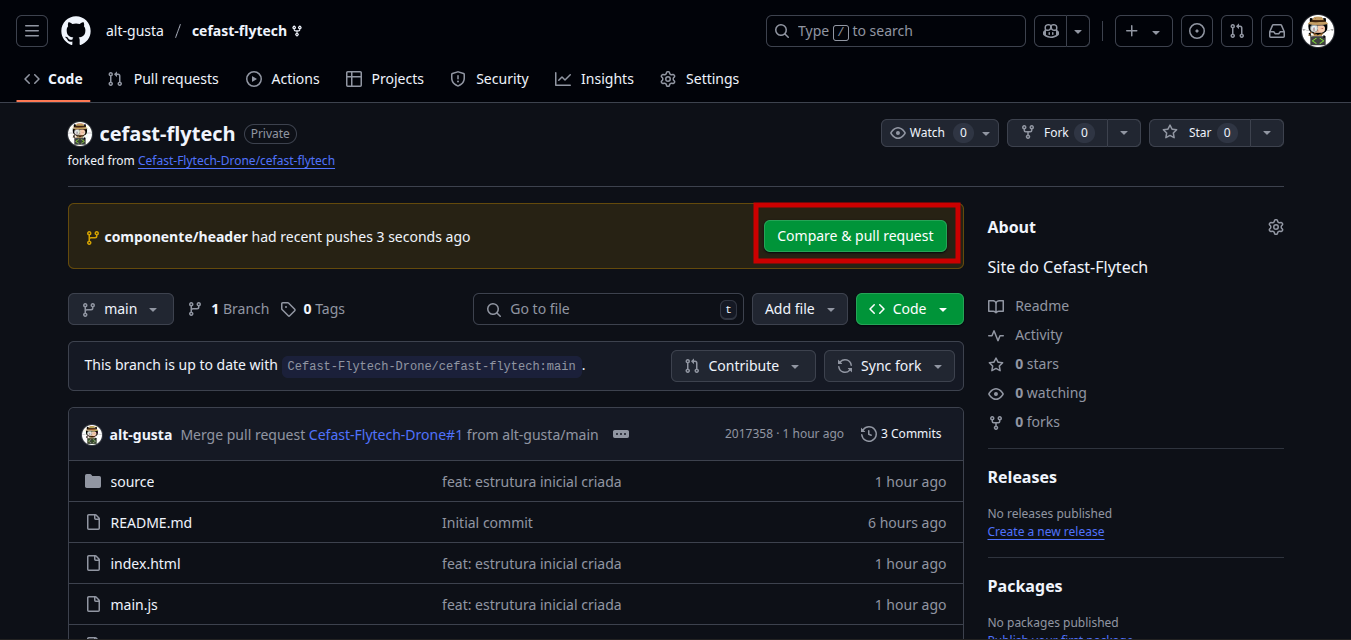 alt-gusta / cefast-flytech Type / to search
Code Pull requests Actions Projects Security Insights Settings
cefast-flytech Private Watch 0 Fork 0 Star 0
forked from Cefast-Flytech-Drone/cefast-flytech
componente/header had recent pushes 3 seconds ago Compare & pull request
main 1 Branch 0 Tags Go to file t Add file Code
This branch is up to date with Cefast-Flytech-Drone/cefast-flytech:main . Contribute Sync fork
alt-gusta Merge pull request Cefast-Flytech-Drone#1 from alt-gusta/main 2017358 · 1 hour ago 3 Commits
source feat: estrutura inicial criada 1 hour ago
README.md Initial commit 6 hours ago
index.html feat: estrutura inicial criada 1 hour ago
main.js feat: estrutura inicial criada 1 hour ago
About
Site do Cefast-Flytech
Readme
Activity
0 stars
0 watching
0 forks
Releases
No releases published
Create a new release
Packages
No packages published
Publish your first package